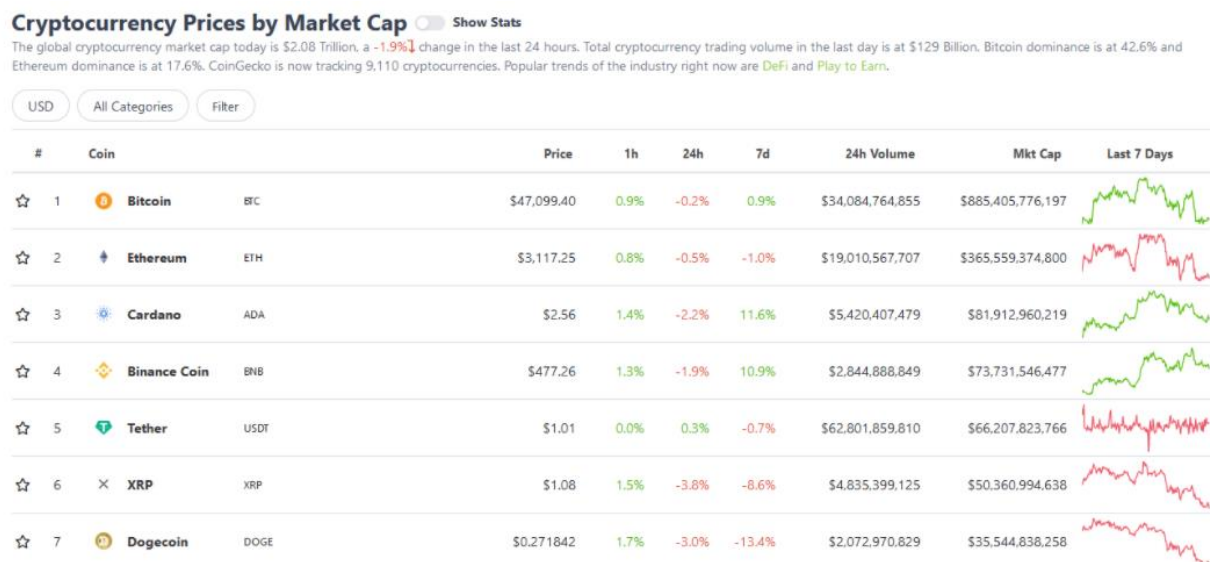 Cryptocurrency Prices by Market Cap Show Stats
The global cryptocurrency market cap today is $2.08 Trillion, a -1.9% change in the last 24 hours. Total cryptocurrency trading volume in the last day is at $129 Billion. Bitcoin dominance is at 42.6% and
Ethereum dominance is at 17.6%. CoinGecko is now tracking 9,110 cryptocurrencies. Popular trends of the industry right now are DeFi and Play to Earn.
USD All Categories Filter
# Coin Price 1h 24h 7d 24h Volume Mkt Cap Last 7 Days
1 Bitcoin BTC $47,099.40 0.9% -0.2% 0.9% $34,084,764,855 $885,405,776,197
2 Ethereum ETH $3,117.25 0.8% -0.5% -1.0% $19,010,567,707 $365,559,374,800
3 Cardano ADA $2.56 1.4% -2.2% 11.6% $5,420,407,479 $81,912,960,219
4 Binance Coin BNB $477.26 1.3% -1.9% 10.9% $2,844,888,849 $73,731,546,477
5 Tether USDT $1.01 0.0% 0.3% -0.7% $62,801,859,810 $66,207,823,766
6 XRP XRP $1.08 1.5% -3.8% -8.6% $4,835,399,125 $50,360,994,638
7 Dogecoin DOGE $0.271842 1.7% -3.0% -13.4% $2,072,970,829 $35,544,838,258